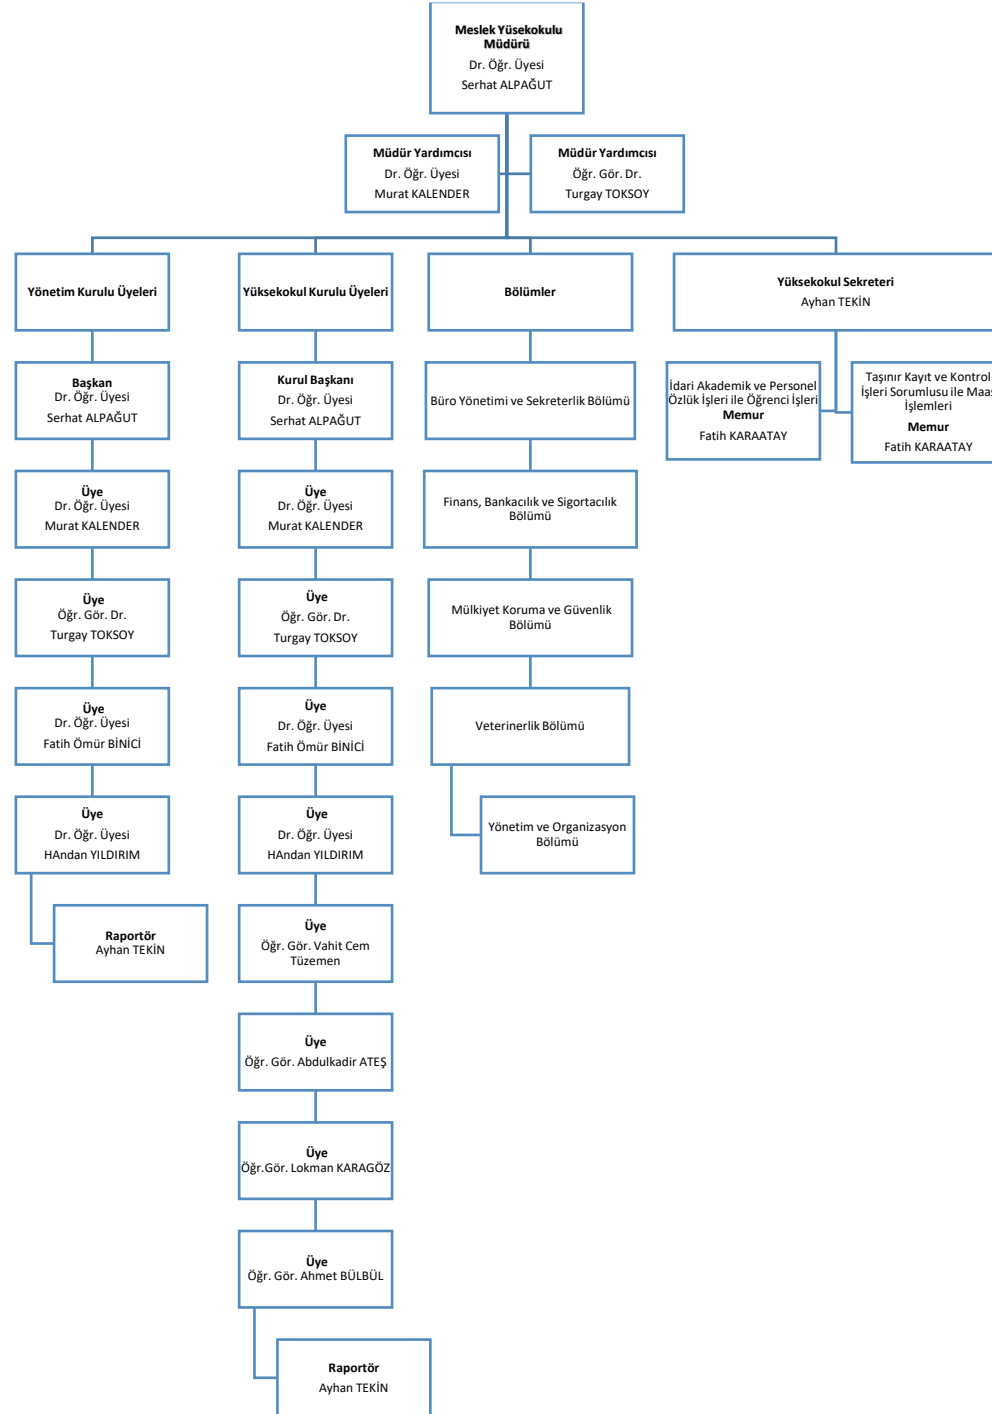 Meslek Yüsekokulu
Müdürü
Dr. Öğr. Üyesi
Serhat ALPAĞUT
Müdür Yardımcısı
Dr. Öğr. Üyesi
Murat KALENDER
Müdür Yardımcısı
Öğr. Gör. Dr.
Turgay TOKSOY
Yönetim Kurulu Üyeleri
Başkan
Dr. Öğr. Üyesi
Serhat ALPAĞUT
Üye
Dr. Öğr. Üyesi
Murat KALENDER
Üye
Öğr. Gör. Dr.
Turgay TOKSOY
Üye
Dr. Öğr. Üyesi
Fatih Ömür BİNİCİ
Üye
Dr. Öğr. Üyesi
HAndan YILDIRIM
Raportör
Ayhan TEKİN
Yüksekokul Kurulu Üyeleri
Kurul Başkanı
Dr. Öğr. Üyesi
Serhat ALPAĞUT
Üye
Dr. Öğr. Üyesi
Murat KALENDER
Üye
Öğr. Gör. Dr.
Turgay TOKSOY
Üye
Dr. Öğr. Üyesi
Fatih Ömür BİNİCİ
Üye
Dr. Öğr. Üyesi
HAndan YILDIRIM
Üye
Öğr. Gör. Vahit Cem
Tüzemen
Üye
Öğr. Gör. Abdulkadir ATEŞ
Üye
Öğr.Gör. Lokman KARAGÖZ
Üye
Öğr. Gör. Ahmet BÜLBÜL
Raportör
Ayhan TEKİN
Bölümler
Büro Yönetimi ve Sekreterlik Bölümü
Finans, Bankacılık ve Sigortacılık
Bölümü
Mülkiyet Koruma ve Güvenlik
Bölümü
Veterinerlik Bölümü
Yönetim ve Organizasyon
Bölümü
Yüksekokul Sekreteri
Ayhan TEKİN
İdari Akademik ve Personel
Özlük İşleri ile Öğrenci İşleri
Memur
Fatih KARAATAY
Taşınır Kayıt ve Kontrol
İşleri Sorumlusu ile Maaş
İşlemleri
Memur
Fatih KARAATAY